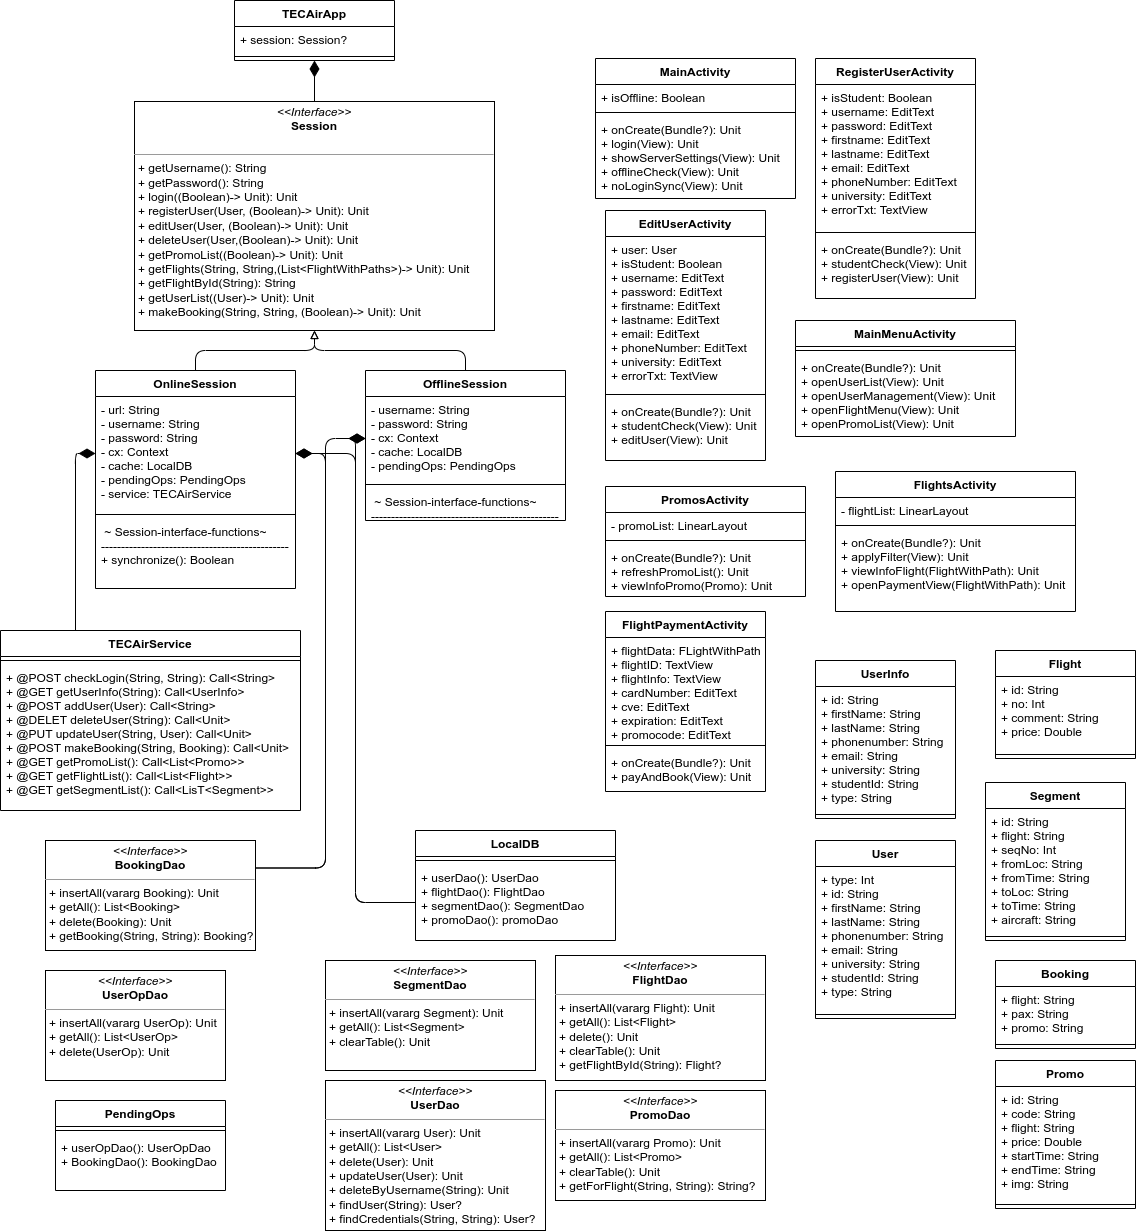 TECAirApp
+ session: Session?
<<Interface>>
Session
+ getUsername(): String
+ getPassword(): String
+ login((Boolean)-> Unit): Unit
+ registerUser(User, (Boolean)-> Unit): Unit
+ editUser(User, (Boolean)-> Unit): Unit
+ deleteUser(User,(Boolean)-> Unit): Unit
+ getPromoList((Boolean)-> Unit): Unit
+ getFlights(String, String,(List<FlightWithPaths>)-> Unit): Unit
+ getFlightById(String): String
+ getUserList((User)-> Unit): Unit
+ makeBooking(String, String, (Boolean)-> Unit): Unit
MainActivity
+ isOffline: Boolean
+ onCreate(Bundle?): Unit
+ login(View): Unit
+ showServerSettings(View): Unit
+ offlineCheck(View): Unit
+ noLoginSync(View): Unit
RegisterUserActivity
+ isStudent: Boolean
+ username: EditText
+ password: EditText
+ firstname: EditText
+ lastname: EditText
+ email: EditText
+ phoneNumber: EditText
+ university: EditText
+ errorTxt: TextView
+ onCreate(Bundle?): Unit
+ studentCheck(View): Unit
+ registerUser(View): Unit
EditUserActivity
+ user: User
+ isStudent: Boolean
+ username: EditText
+ password: EditText
+ firstname: EditText
+ lastname: EditText
+ email: EditText
+ phoneNumber: EditText
+ university: EditText
+ errorTxt: TextView
+ onCreate(Bundle?): Unit
+ studentCheck(View): Unit
+ editUser(View): Unit
MainMenuActivity
+ onCreate(Bundle?): Unit
+ openUserList(View): Unit
+ openUserManagement(View): Unit
+ openFlightMenu(View): Unit
+ openPromoList(View): Unit
OnlineSession
- url: String
- username: String
- password: String
- cx: Context
- cache: LocalDB
- pendingOps: PendingOps
- service: TECAirService
~ Session-interface-functions~
-----------------------------------------------
+ synchronize(): Boolean
OfflineSession
- username: String
- password: String
- cx: Context
- cache: LocalDB
- pendingOps: PendingOps
~ Session-interface-functions~
-----------------------------------------------
PromosActivity
- promoList: LinearLayout
+ onCreate(Bundle?): Unit
+ refreshPromoList(): Unit
+ viewInfoPromo(Promo): Unit
FlightsActivity
- flightList: LinearLayout
+ onCreate(Bundle?): Unit
+ applyFilter(View): Unit
+ viewInfoFlight(FlightWithPath): Unit
+ openPaymentView(FlightWithPath): Unit
FlightPaymentActivity
+ flightData: FLightWithPath
+ flightID: TextView
+ flightInfo: TextView
+ cardNumber: EditText
+ cve: EditText
+ expiration: EditText
+ promocode: EditText
+ onCreate(Bundle?): Unit
+ payAndBook(View): Unit
TECAirService
+ @POST checkLogin(String, String): Call<String>
+ @GET getUserInfo(String): Call<UserInfo>
+ @POST addUser(User): Call<String>
+ @DELET deleteUser(String): Call<Unit>
+ @PUT updateUser(String, User): Call<Unit>
+ @POST makeBooking(String, Booking): Call<Unit>
+ @GET getPromoList(): Call<List<Promo>>
+ @GET getFlightList(): Call<List<Flight>>
+ @GET getSegmentList(): Call<LisT<Segment>>
UserInfo
+ id: String
+ firstName: String
+ lastName: String
+ phonenumber: String
+ email: String
+ university: String
+ studentId: String
+ type: String
Flight
+ id: String
+ no: Int
+ comment: String
+ price: Double
Segment
+ id: String
+ flight: String
+ seqNo: Int
+ fromLoc: String
+ fromTime: String
+ toLoc: String
+ toTime: String
+ aircraft: String
<<Interface>>
BookingDao
+ insertAll(vararg Booking): Unit
+ getAll(): List<Booking>
+ delete(Booking): Unit
+ getBooking(String, String): Booking?
LocalDB
+ userDao(): UserDao
+ flightDao(): FlightDao
+ segmentDao(): SegmentDao
+ promoDao(): promoDao
User
+ type: Int
+ id: String
+ firstName: String
+ lastName: String
+ phonenumber: String
+ email: String
+ university: String
+ studentId: String
+ type: String
<<Interface>>
UserOpDao
+ insertAll(vararg UserOp): Unit
+ getAll(): List<UserOp>
+ delete(UserOp): Unit
<<Interface>>
SegmentDao
+ insertAll(vararg Segment): Unit
+ getAll(): List<Segment>
+ clearTable(): Unit
<<Interface>>
FlightDao
+ insertAll(vararg Flight): Unit
+ getAll(): List<Flight>
+ delete(): Unit
+ clearTable(): Unit
+ getFlightById(String): Flight?
Booking
+ flight: String
+ pax: String
+ promo: String
PendingOps
+ userOpDao(): UserOpDao
+ BookingDao(): BookingDao
<<Interface>>
UserDao
+ insertAll(vararg User): Unit
+ getAll(): List<User>
+ delete(User): Unit
+ updateUser(User): Unit
+ deleteByUsername(String): Unit
+ findUser(String): User?
+ findCredentials(String, String): User?
<<Interface>>
PromoDao
+ insertAll(vararg Promo): Unit
+ getAll(): List<Promo>
+ clearTable(): Unit
+ getForFlight(String, String): String?
Promo
+ id: String
+ code: String
+ flight: String
+ price: Double
+ startTime: String
+ endTime: String
+ img: String